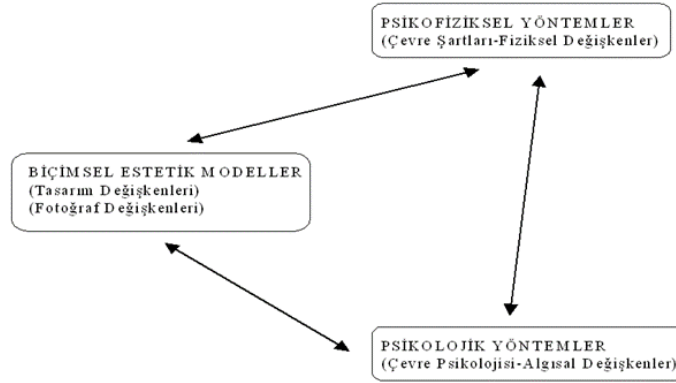 PSİKOFİZİKSEL YÖNTEMLER
(Çevre Şartları-Fiziksel Değişkenler)
BİÇİMSEL ESTETİK MODELLER
(Tasarım Değişkenleri)
(Fotoğraf Değişkenleri)
PSİKOLOJİK YÖNTEMLER
(Çevre Psikolojisi-Algısal Değişkenler)